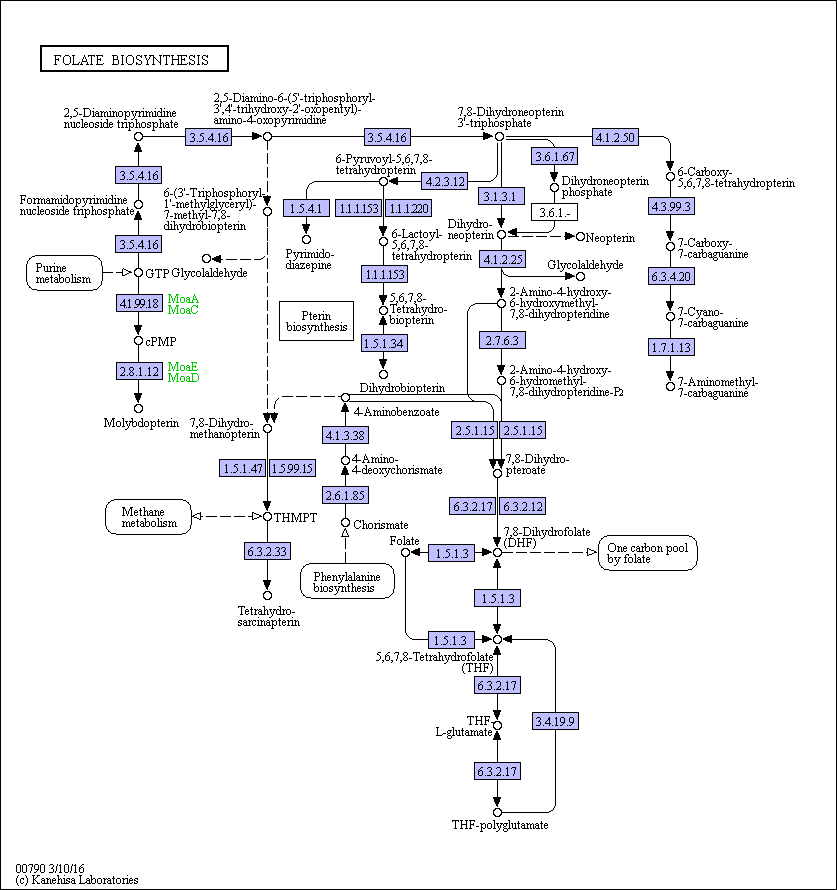 FOLATE BIOSYNTHESIS
2,5-Diaminopyrimidine
nucleoside triphosphate
2,5-Diamino-6-(5'-triphosphoryl-
3',4'-trihydroxy-2'-oxopentyl)-
amino-4-oxopyrimidine
7,8-Dihydroneopterin
3'-triphosphate
3.5.4.16
3.5.4.16
4.1.2.50
3.5.4.16
Formamidopyrimidine
nucleoside triphosphate
6-(3'-Triphosphoryl-
1'-methylglyceryl)-
7-methyl-7,8-
dihydrobiopterin
6-Pyruvoyl-5,6,7,8-
tetrahydropterin
4.2.3.12
3.6.1.67
3.1.3.1
Dihydroneopterin
phosphate
3.6.1.-
6-Carboxy-
5,6,7,8-tetrahydropterin
1.5.4.1
1.1.1.153
1.1.1.220
4.3.99.3
3.5.4.16
Pyrimido-
diazepine
6-Lactoyl-
5,6,7,8-
tetrahydropterin
Dihydro-
neopterin
Neopterin
7-Carboxy-
7-carbaguanine
Purine
metabolism
GTP
Glycolaldehyde
1.1.1.153
4.1.2.25
Glycolaldehyde
6.3.4.20
4.1.99.18
MoaA
MoaC
Pterin
biosynthesis
5,6,7,8-
Tetrahydro-
biopterin
2-Amino-4-hydroxy-
6-hydroxymethyl-
7,8-dihydropteridine
7-Cyano-
7-carbaguanine
cPMP
1.5.1.34
2.7.6.3
1.7.1.13
2.8.1.12
MoaE
MoaD
Dihydrobiopterin
2-Amino-4-hydroxy-
6-hydromethyl-
7,8-dihydropteridine-P2
7-Aminomethyl-
7-carbaguanine
Molybdopterin
7,8-Dihydro-
methanopterin
4-Aminobenzoate
4.1.3.38
2.5.1.15
2.5.1.15
1.5.1.47
1.5.99.15
4-Amino-
4-deoxychorismate
7,8-Dihydro-
pteroate
2.6.1.85
6.3.2.17
6.3.2.12
Methane
metabolism
THMPT
Chorismate
7,8-Dihydrofolate
(DHF)
6.3.2.33
Folate
1.5.1.3
One carbon pool
by folate
Phenylalanine
biosynthesis
Tetrahydro-
sarcinapterin
1.5.1.3
1.5.1.3
5,6,7,8-Tetrahydrofolate
(THF)
6.3.2.17
THF-
L-glutamate
3.4.19.9
6.3.2.17
THF-polyglutamate
00790 3/10/16
(c) Kanehisa Laboratories